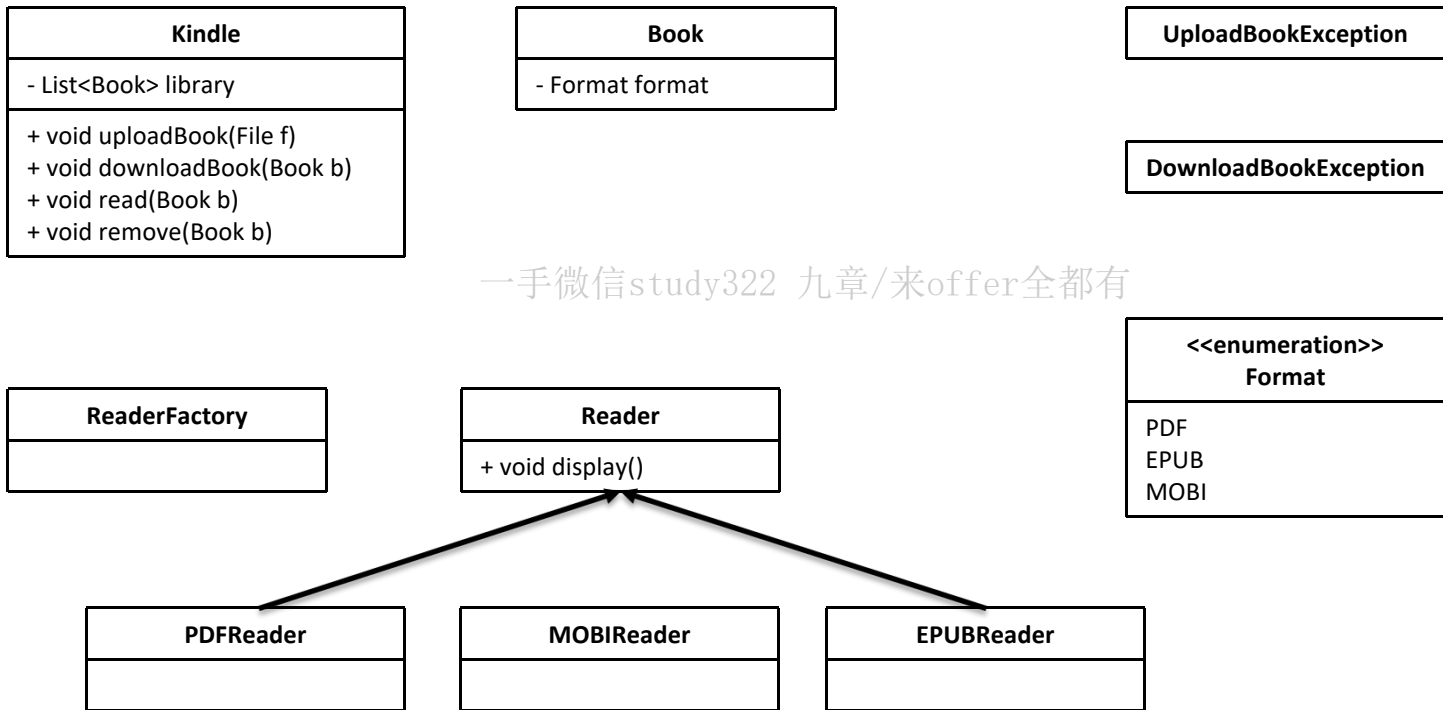 Kindle
- List<Book> library
+ void uploadBook(File f)
+ void downloadBook(Book b)
+ void read(Book b)
+ void remove(Book b)
Book
- Format format
UploadBookException
DownloadBookException
一手微信study322 九章/来offer全都有
<<enumeration>>
Format
PDF
EPUB
MOBI
ReaderFactory
Reader
+ void display()
PDFReader
MOBIReader
EPUBReader